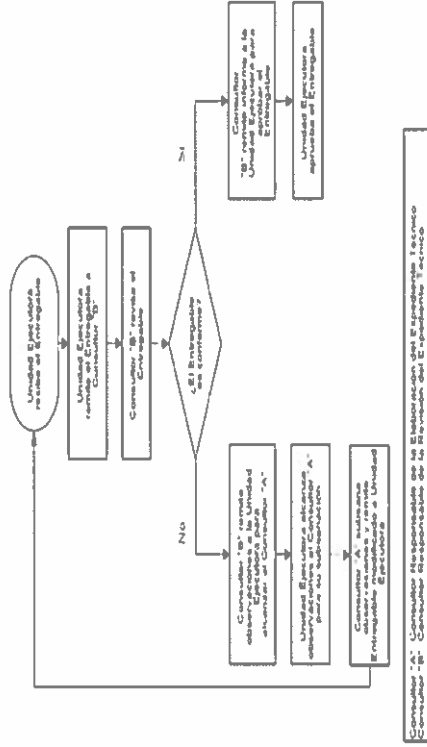 Unidad Ejecutora
recibe el Entregable
Unidad Ejecutora
remite el Entregable a
Consultor "B"
Consultor "B" revisa el
Entregable
¿El Entregable
es conforme?
NO
SI
Consultor "B" remite
observaciones a la Unidad
Ejecutora para
alcanzar al Consultor "A"
Unidad Ejecutora alcanza
observaciones al Consultor "A"
para su subsanación
Consultor "A" subsana
observaciones y remite
Entregable modificado a Unidad
Ejecutora
Consultor
"B" remite informe a la
Unidad Ejecutora para
aprobar el
Entregable
Unidad Ejecutora
aprueba el Entregable
Consultor "A": Consultor Responsable de la Elaboración del Expediente Técnico
Consultor "B": Consultor Responsable de la Revisión del Expediente Técnico